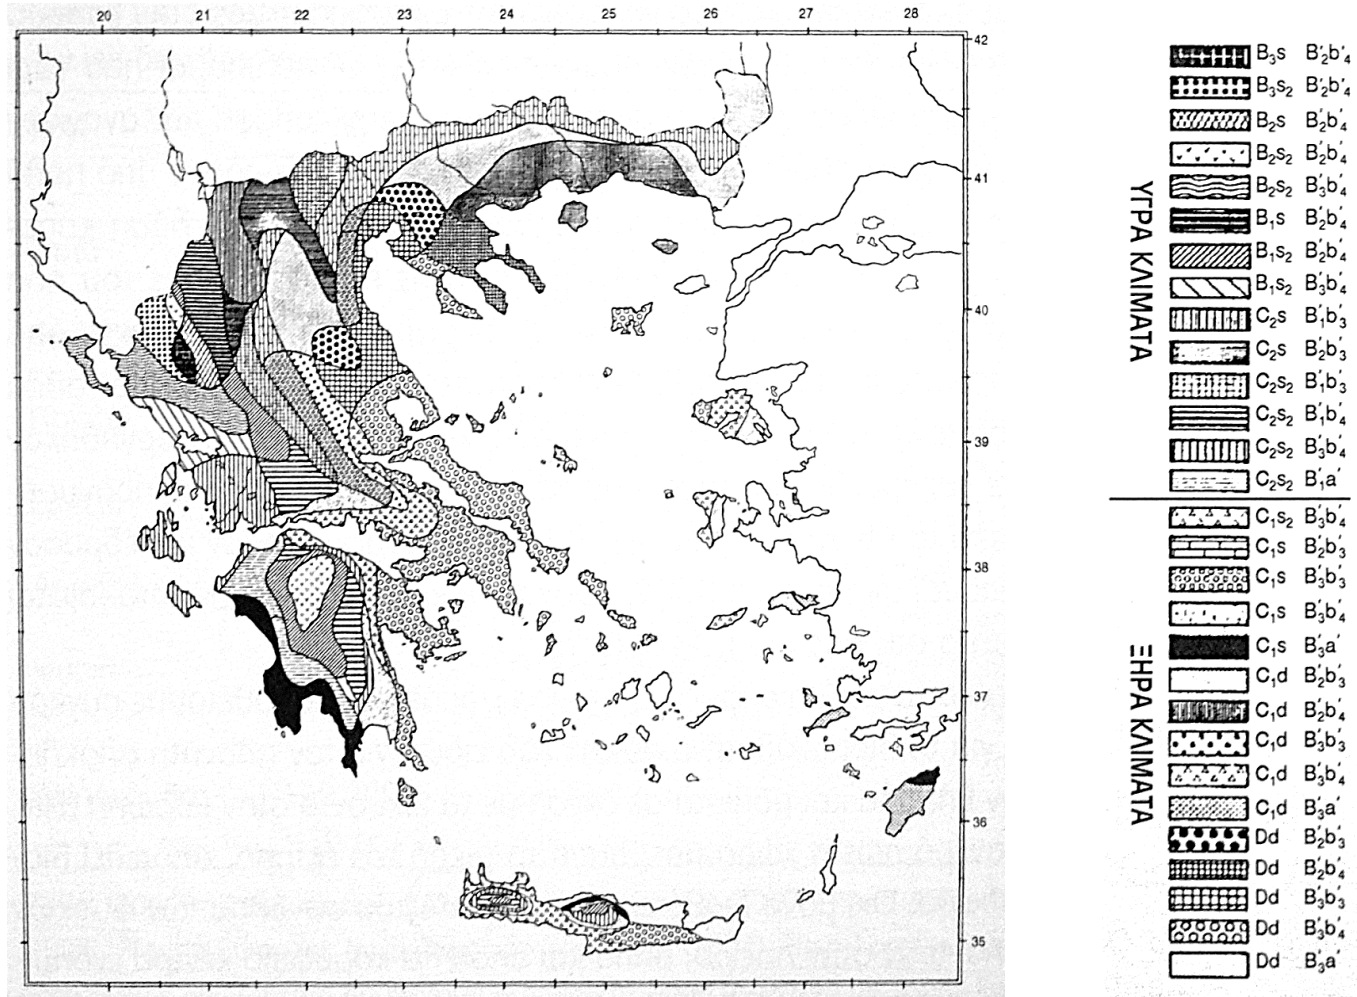 20 21 22 23 24 25 26 27 28
42
41
40
39
38
37
36
35
ΥΓΡΑ ΚΛΙΜΑΤΑ
B₃s B′₂b′₄
B₃s₂ B′₂b′₄
B₂s B′₂b′₄
B₂s₂ B′₂b′₄
B₂s₂ B′₃b′₄
B₁s B′₂b′₄
B₁s₂ B′₂b′₄
B₁s₂ B′₃b′₄
C₂s B′₁b′₃
C₂s B′₂b′₃
C₂s₂ B′₁b′₃
C₂s₂ B′₁b′₄
C₂s₂ B′₃b′₄
C₂s₂ B′₁a′
ΞΗΡΑ ΚΛΙΜΑΤΑ
C₁s₂ B′₃b′₄
C₁s B′₂b′₃
C₁s B′₃b′₃
C₁s B′₃b′₄
C₁s B′₃a′
C₁d B′₂b′₃
C₁d B′₂b′₄
C₁d B′₃b′₃
C₁d B′₃b′₄
C₁d B′₃a′
Dd B′₂b′₃
Dd B′₂b′₄
Dd B′₃b′₃
Dd B′₃b′₄
Dd B′₃a′